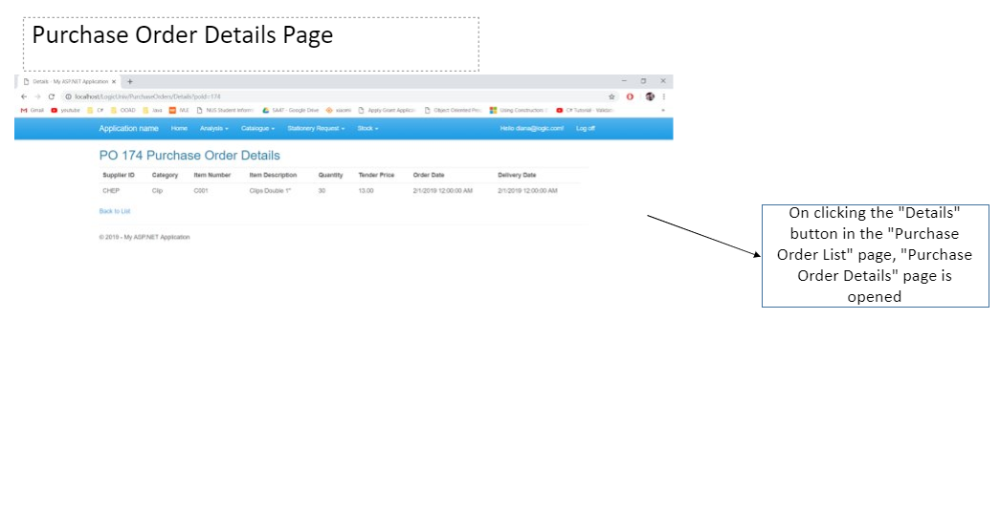 Purchase Order Details Page
Details - My ASP.NET Application
localhost/LogicUniv/PurchaseOrders/Details?poId=174
Gmail youtube C# OOAD Java IVLE NUS Student Inform SA47 - Google Drive Apply Grant Applic Object Oriented Pro Using Constructors C# Tutorial - Validat
Application name Home Analysis Catalogue Stationery Request Stock Hello diana@logic.com! Log off
PO 174 Purchase Order Details
Supplier ID Category Item Number Item Description Quantity Tender Price Order Date Delivery Date
CHEP Clip C001 Clips Double 1" 30 13.00 2/1/2019 12:00:00 AM 2/1/2019 12:00:00 AM
Back to List
© 2019 - My ASP.NET Application
On clicking the "Details"
button in the "Purchase
Order List" page, "Purchase
Order Details" page is
opened